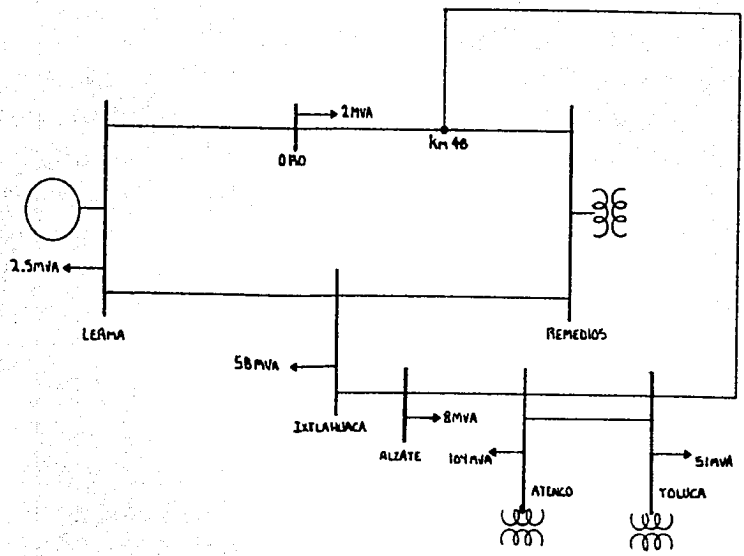 2MVA
ORO
Km 48
2.5MVA
LERMA
REMEDIOS
58MVA
IXTLAHUACA
8MVA
ALZATE
104MVA
51MVA
ATENCO
TOLUCA